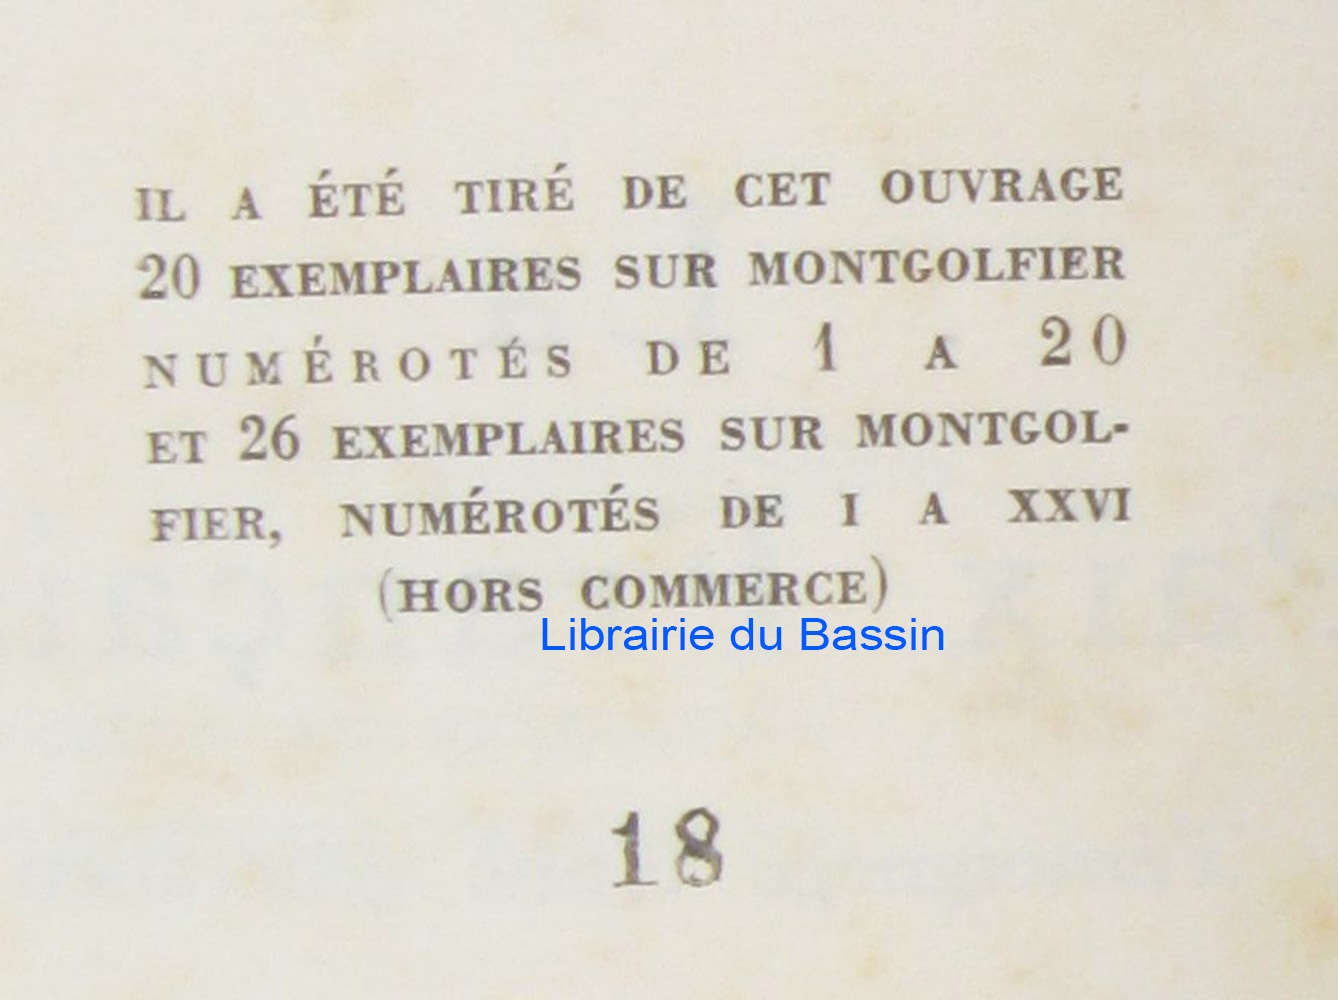 IL A ÉTÉ TIRÉ DE CET OUVRAGE
20 EXEMPLAIRES SUR MONTGOLFIER
NUMÉROTÉS DE 1 A 20
ET 26 EXEMPLAIRES SUR MONTGOL-
FIER, NUMÉROTÉS DE I A XXVI
(HORS COMMERCE)
Librairie du Bassin
18